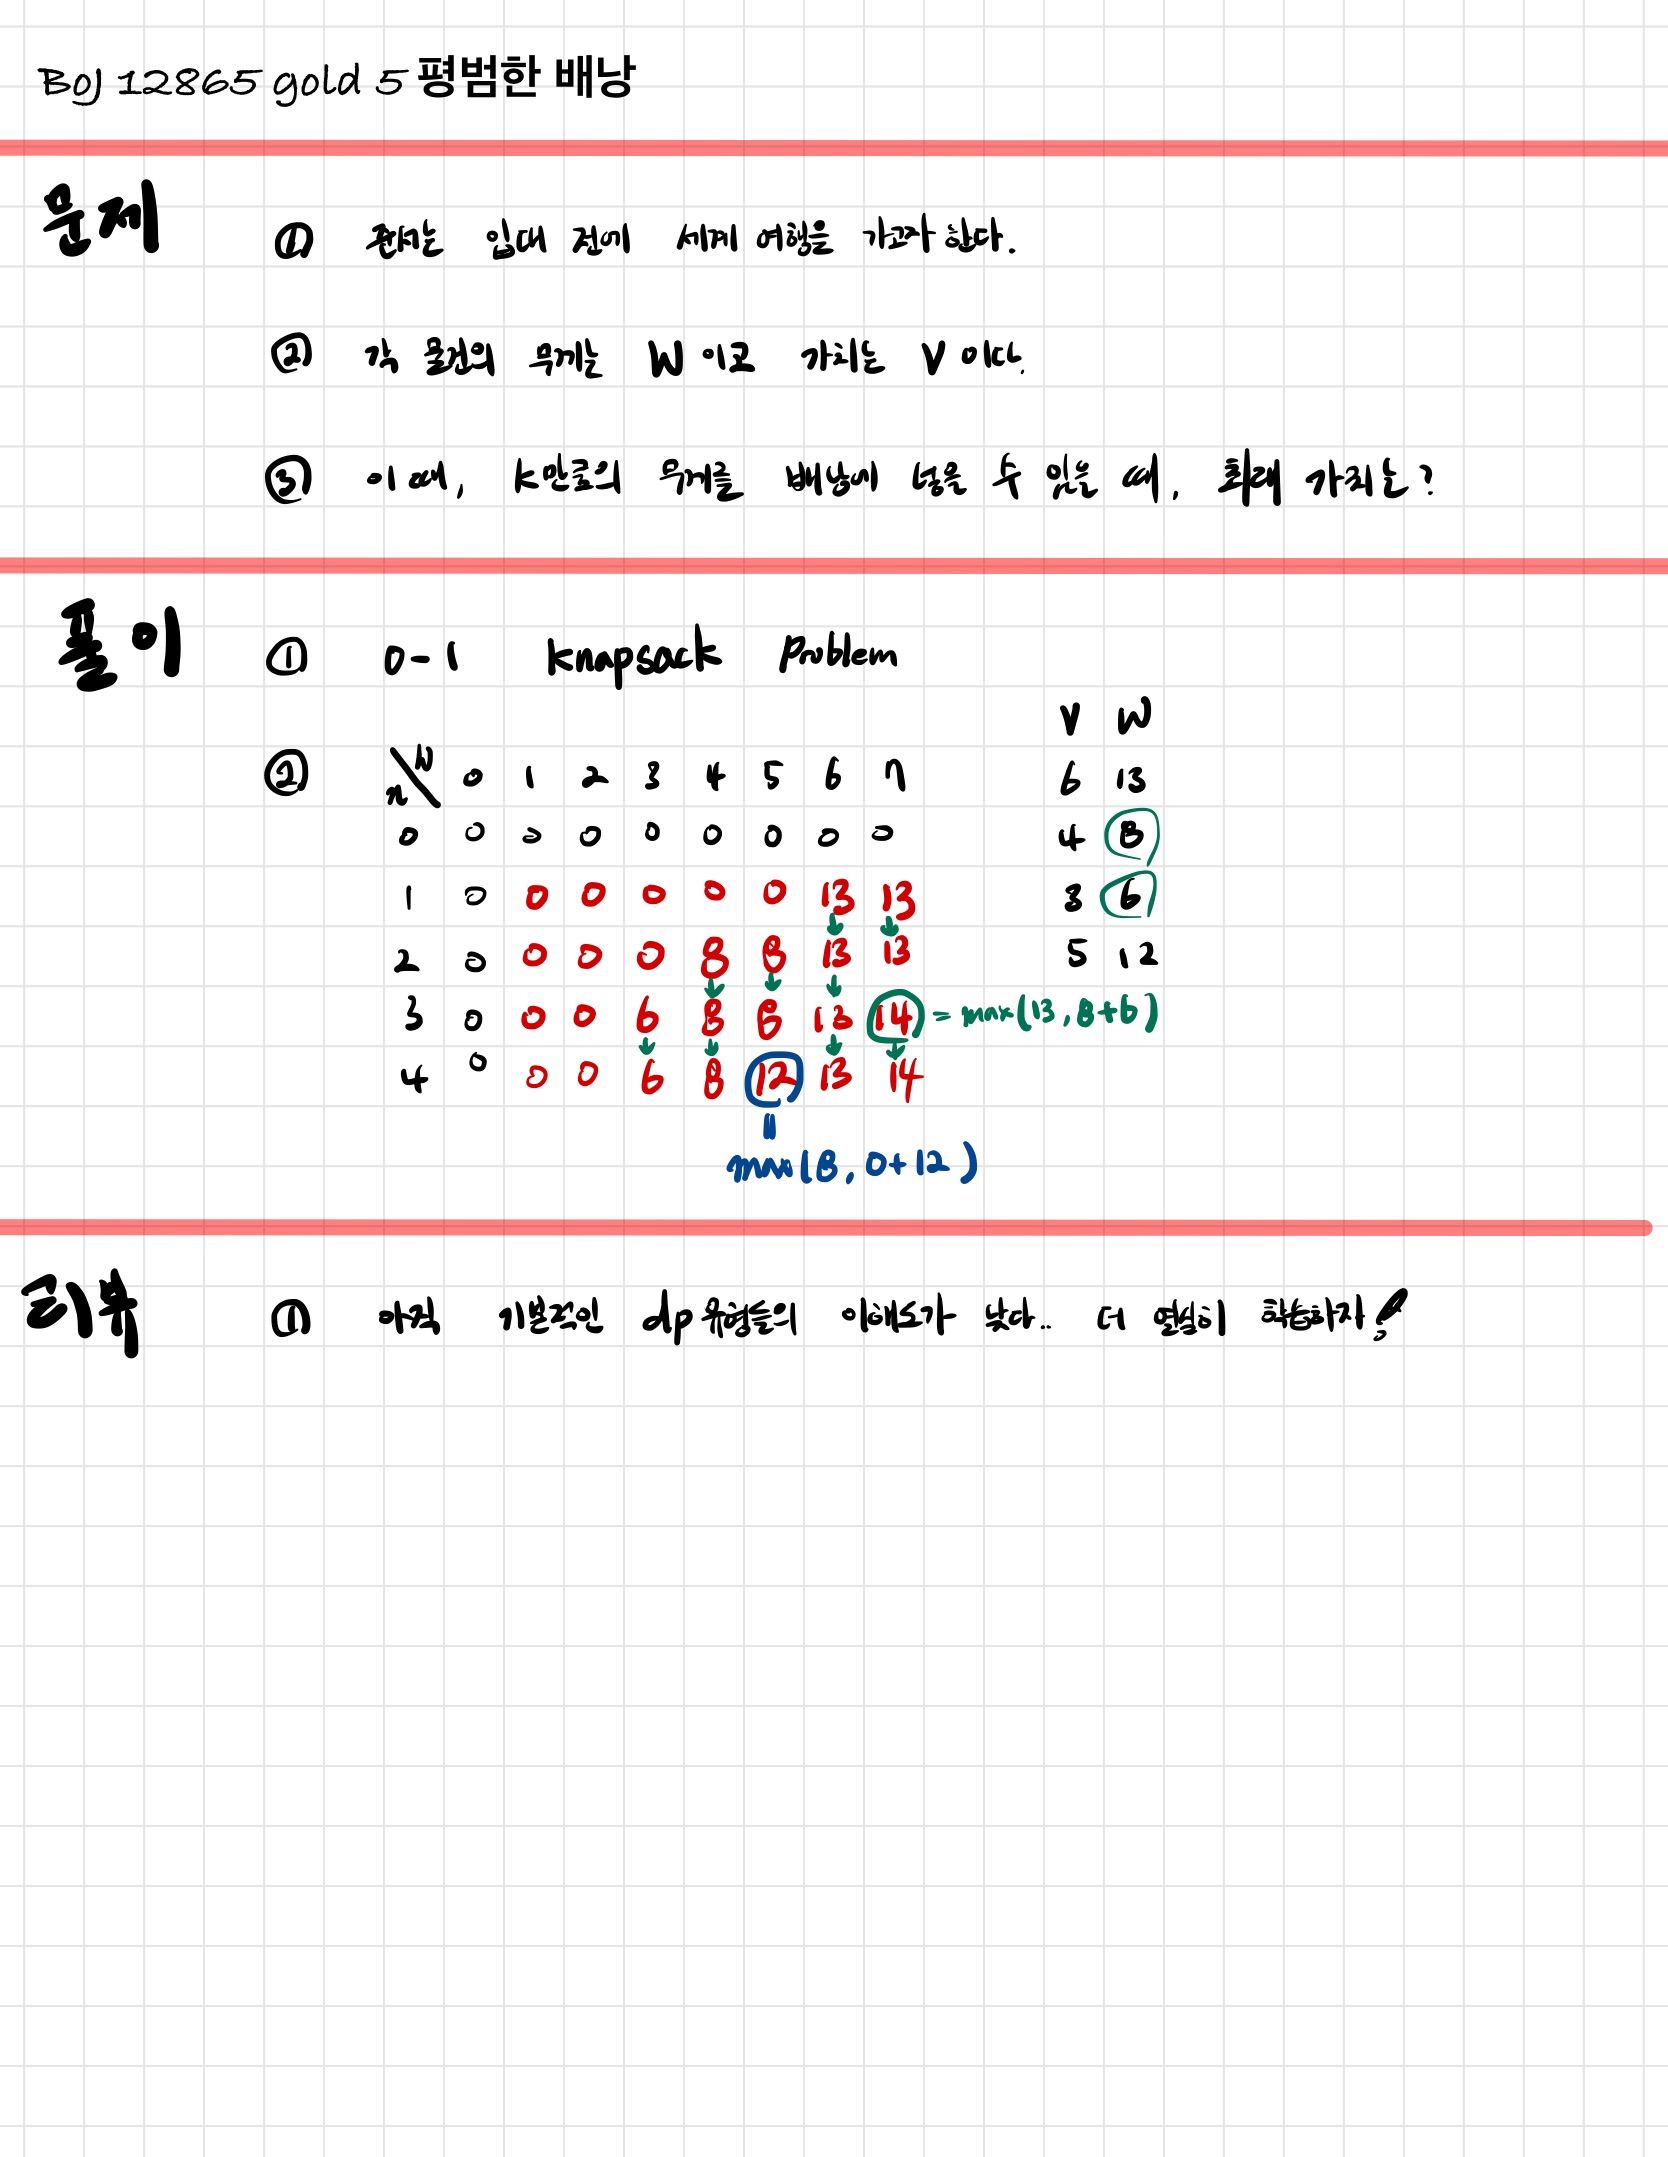 BOJ 12865 gold 5 평범한 배낭
문제
① 준서는 입대 전에 세계 여행을 가고자 한다.
② 각 물건의 무게는 W 이고 가치는 V 이다.
③ 이 때, K만큼의 무게를 배낭에 넣을 수 있을 때, 최대 가치는?
풀이
① 0-1 knapsack problem
V W
② n\W 0 1 2 3 4 5 6 7 6 13
0 0 0 0 0 0 0 0 0 4 8
1 0 0 0 0 0 0 13 13 3 6
2 0 0 0 0 8 8 13 13 5 12
3 0 0 0 6 8 8 13 14 = max(13, 8+6)
4 0 0 0 6 8 12 13 14
=
max(8, 0+12)
리뷰
① 아직 기본적인 dp유형들의 이해도가 낮다.. 더 열심히 학습하자!